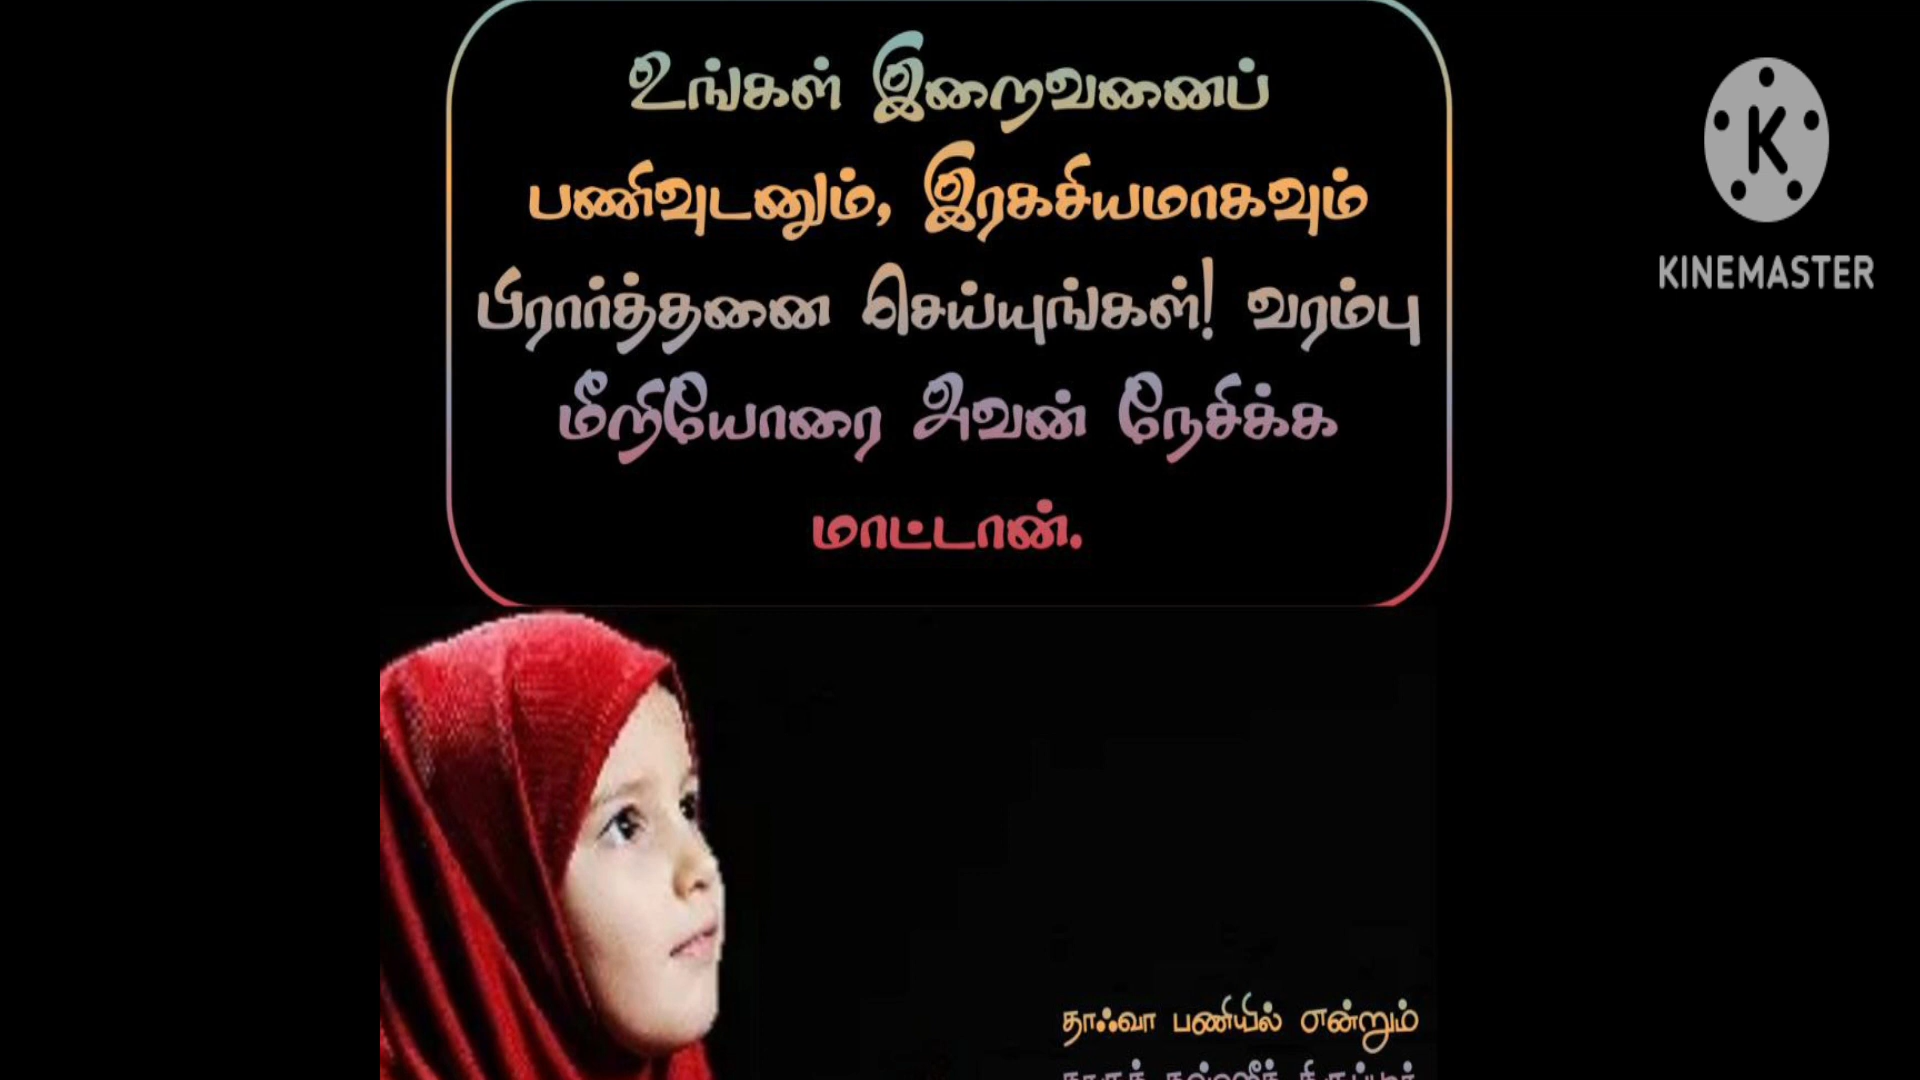 உங்கள் இறைவனைப்
பணிவுடனும், இரகசியமாகவும்
பிரார்த்தனை செய்யுங்கள்! வரம்பு
மீறியோரை அவன் நேசிக்க
மாட்டான்.
K
KINEMASTER
தாஃவா பணியில் என்றும்